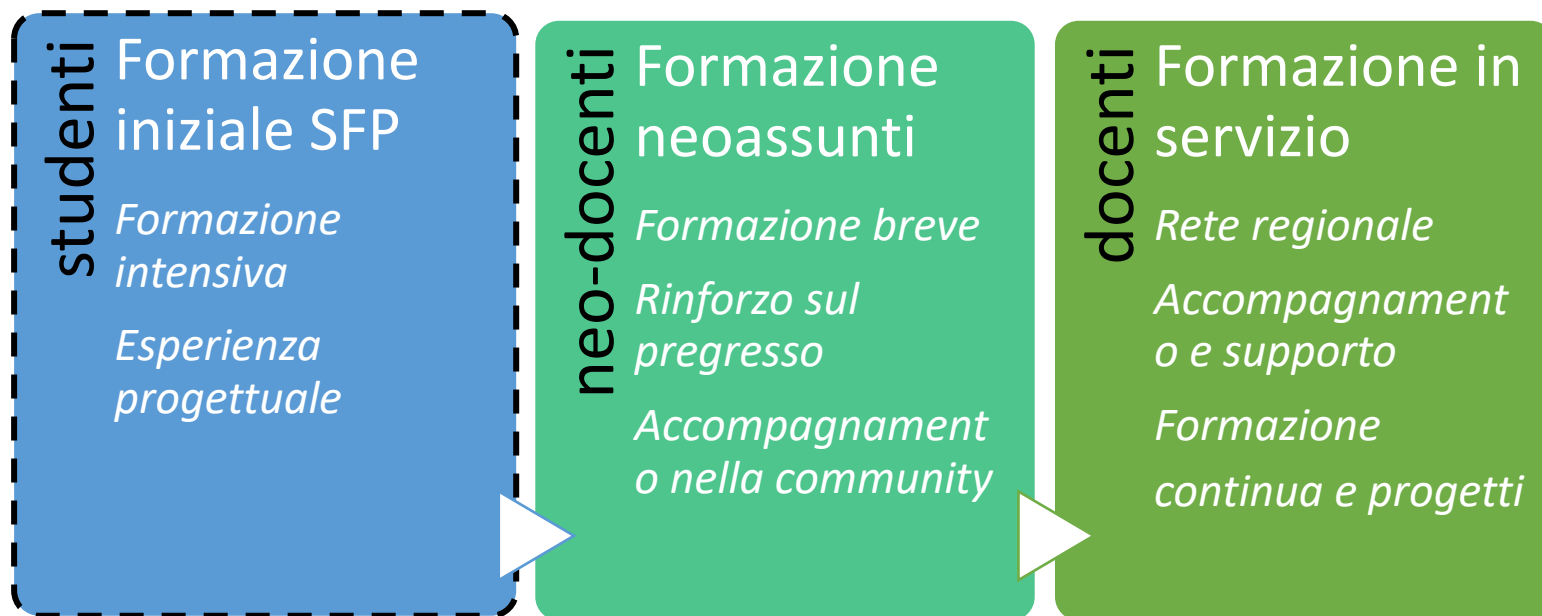 studenti
Formazione
iniziale SFP
Formazione
intensiva
Esperienza
progettuale
neo-docenti
Formazione
neoassunti
Formazione breve
Rinforzo sul
pregresso
Accompagnament
o nella community
docenti
Formazione in
servizio
Rete regionale
Accompagnament
o e supporto
Formazione
continua e progetti